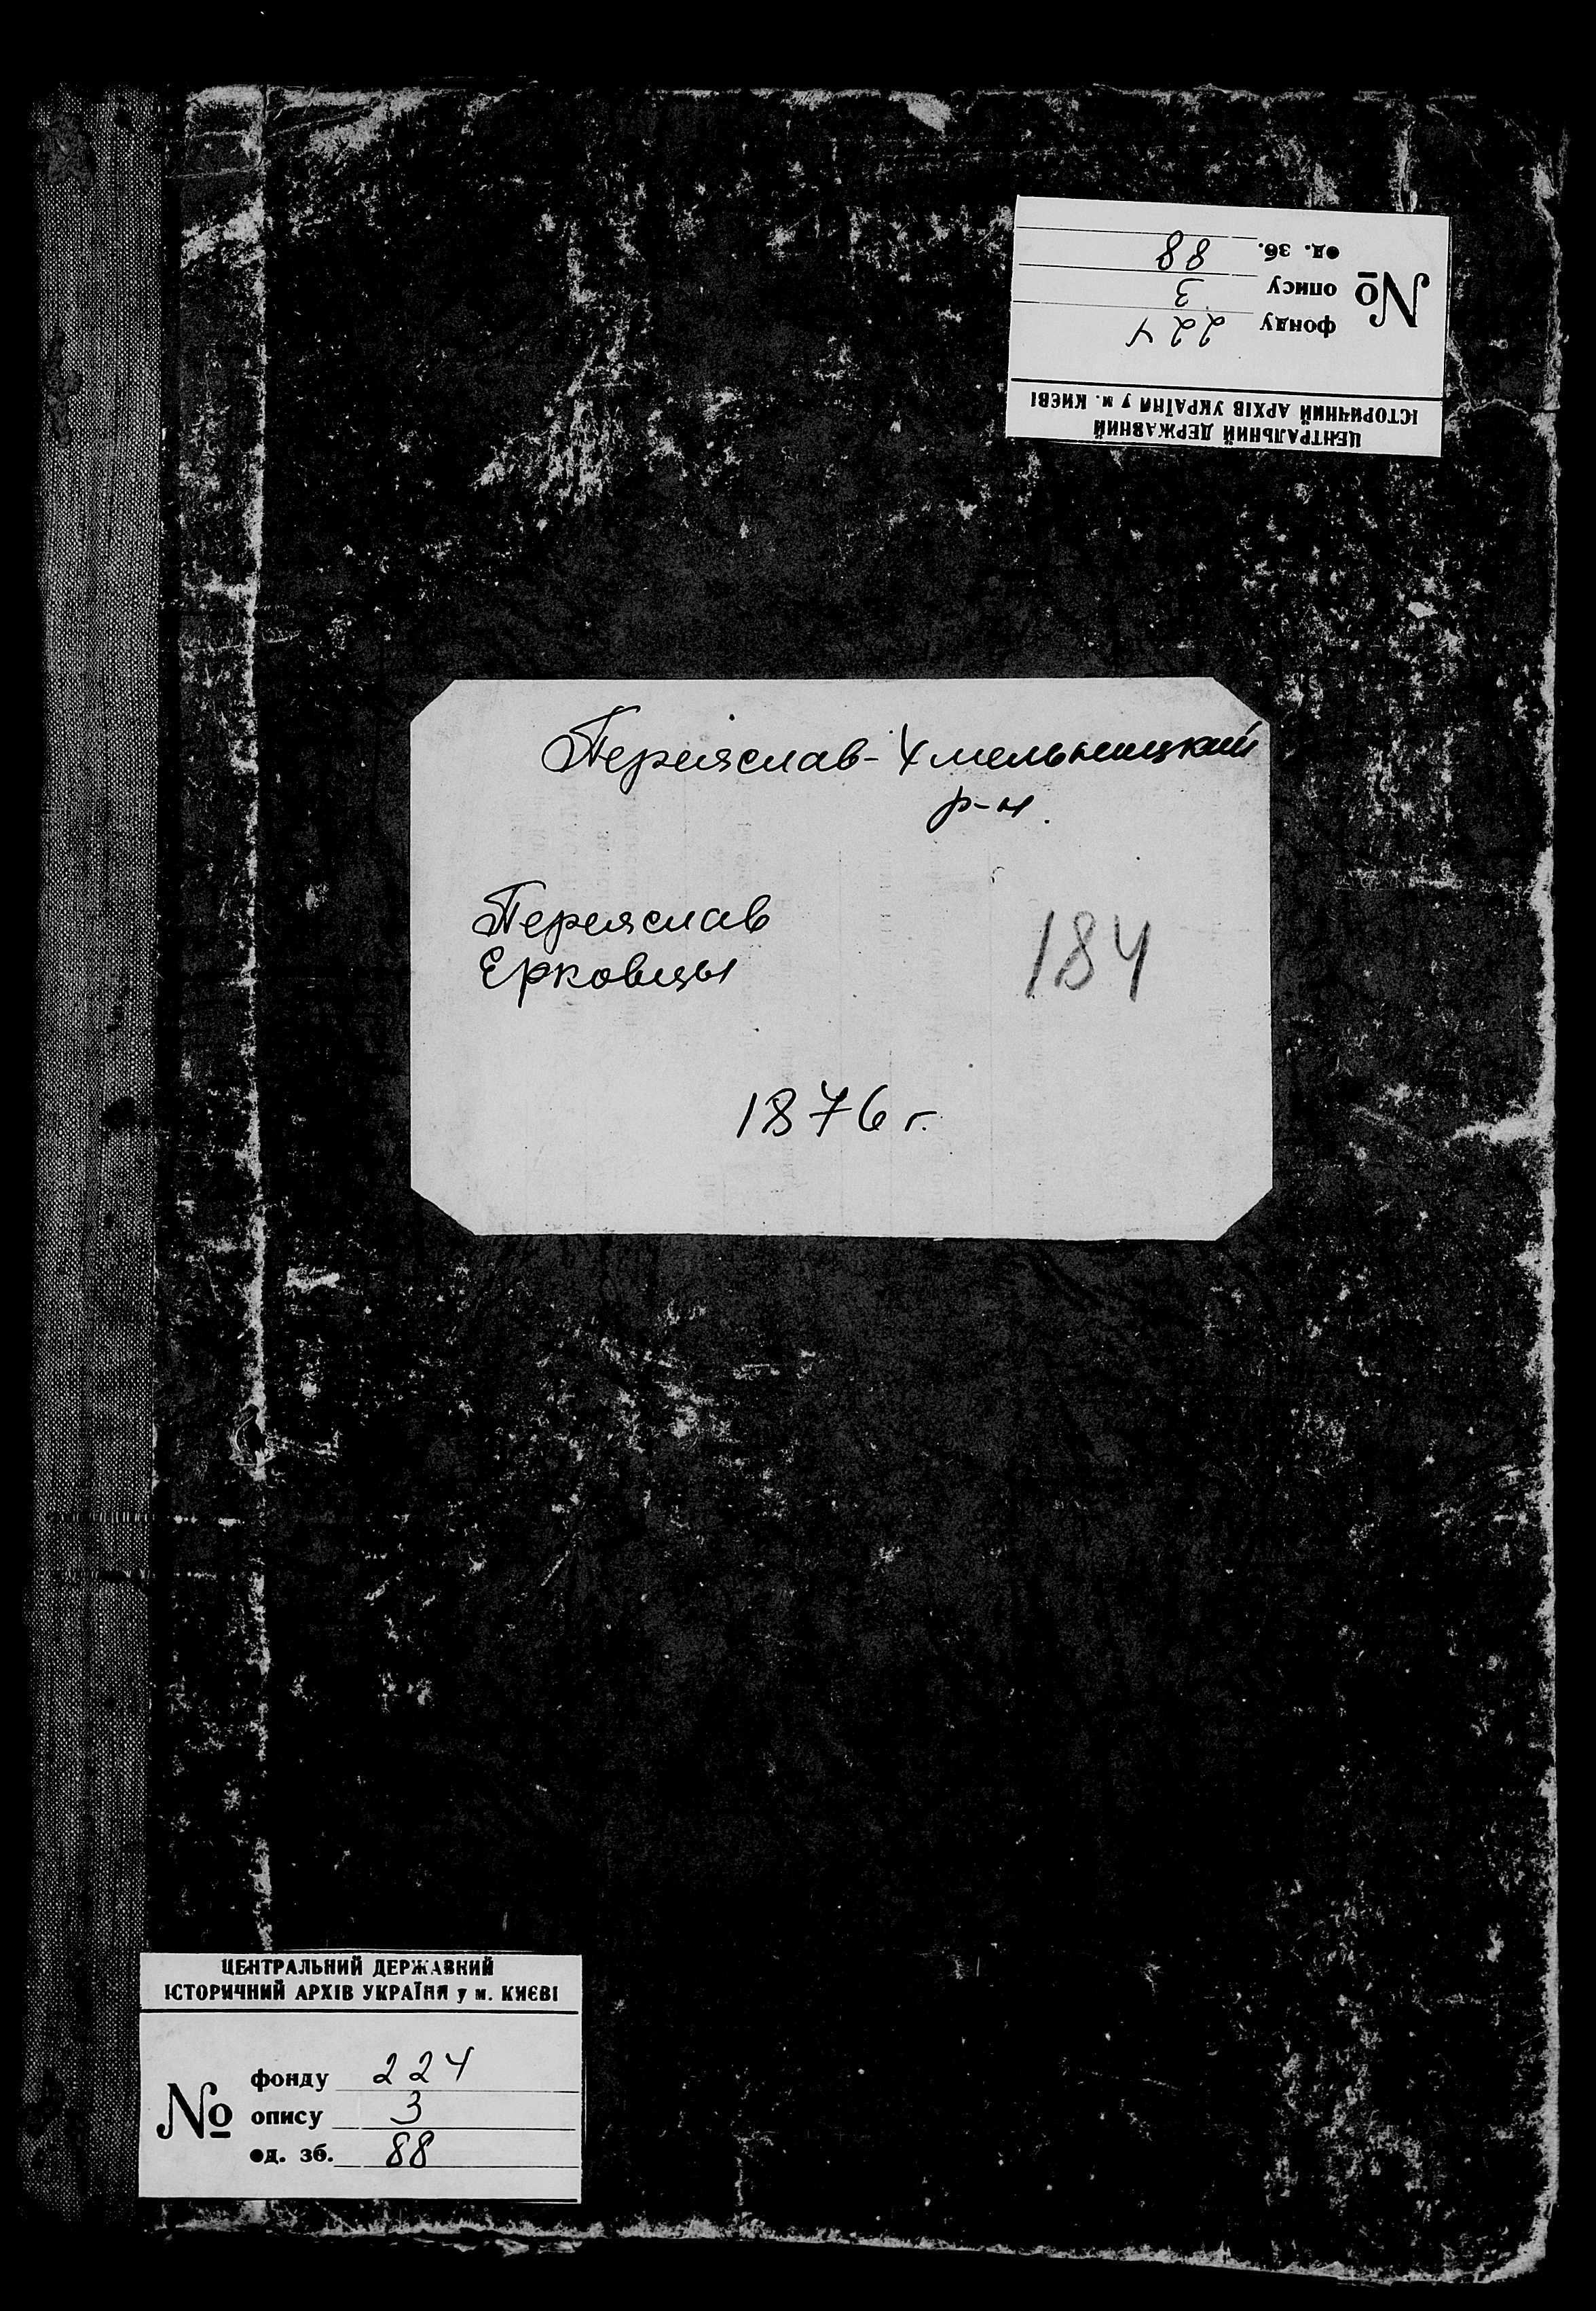 ЦЕНТРАЛЬНИЙ ДЕРЖАВНИЙ
ІСТОРИЧНИЙ АРХІВ УКРАЇНИ у м. КИЄВІ
№
фонду 224
опису 3
од. зб. 88
Переяслав-Хмельницкий
р-н.
Переяслав
Ерковцы
184
1876 г.
ЦЕНТРАЛЬНИЙ ДЕРЖАВНИЙ
ІСТОРИЧНИЙ АРХІВ УКРАЇНИ у м. КИЄВІ
№
фонду 224
опису 3
од. зб. 88